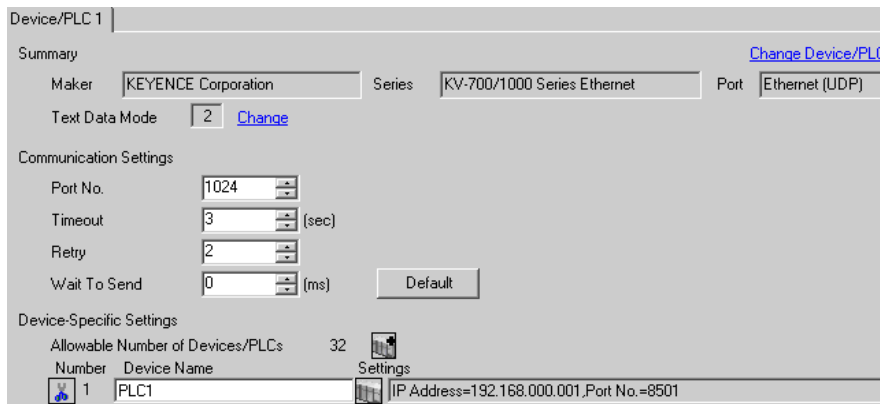 Device/PLC 1
Summary Change Device/PLC
Maker KEYENCE Corporation Series KV-700/1000 Series Ethernet Port Ethernet (UDP)
Text Data Mode 2 Change
Communication Settings
Port No. 1024
Timeout 3 (sec)
Retry 2
Wait To Send 0 (ms) Default
Device-Specific Settings
Allowable Number of Devices/PLCs 32
Number Device Name Settings
1 PLC1 IP Address=192.168.000.001,Port No.=8501